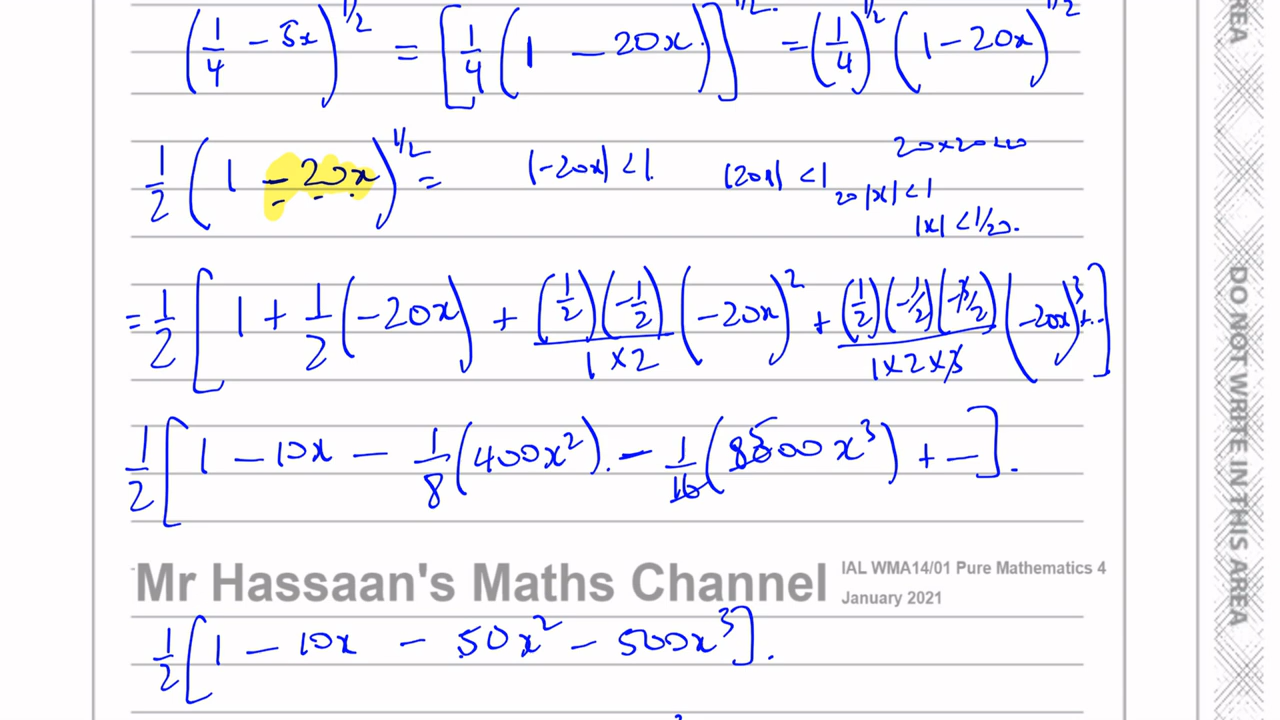 (1/4 - 5x)^1/2 = [1/4 (1 - 20x)]^1/2 = (1/4)^1/2 (1 - 20x)^1/2
20x20x20
1/2 (1 - 20x)^1/2 = |-20x| < 1. |20x| < 1 20|x| < 1
|x| < 1/20.
= 1/2 [1 + 1/2 (-20x) + (1/2)(-1/2)/(1 x 2) (-20x)^2 + (1/2)(-1/2)(-3/2)/(1 x 2 x 3) (-20x)^3 + ..]
1/2 [1 - 10x - 1/8 (400x^2) . - 1/16 (8000x^3) + -- ].
Mr Hassaan's Maths Channel
IAL WMA14/01 Pure Mathematics 4
January 2021
1/2 [1 - 10x - 50x^2 - 500x^3].
AREA
DO NOT WRITE IN THIS AREA